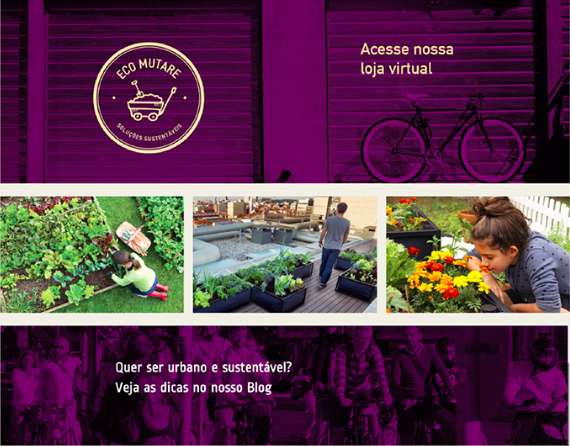 ECO MUTARE
SOLUÇÕES SUSTENTÁVEIS
Acesse nossa
loja virtual
Quer ser urbano e sustentável?
Veja as dicas no nosso Blog